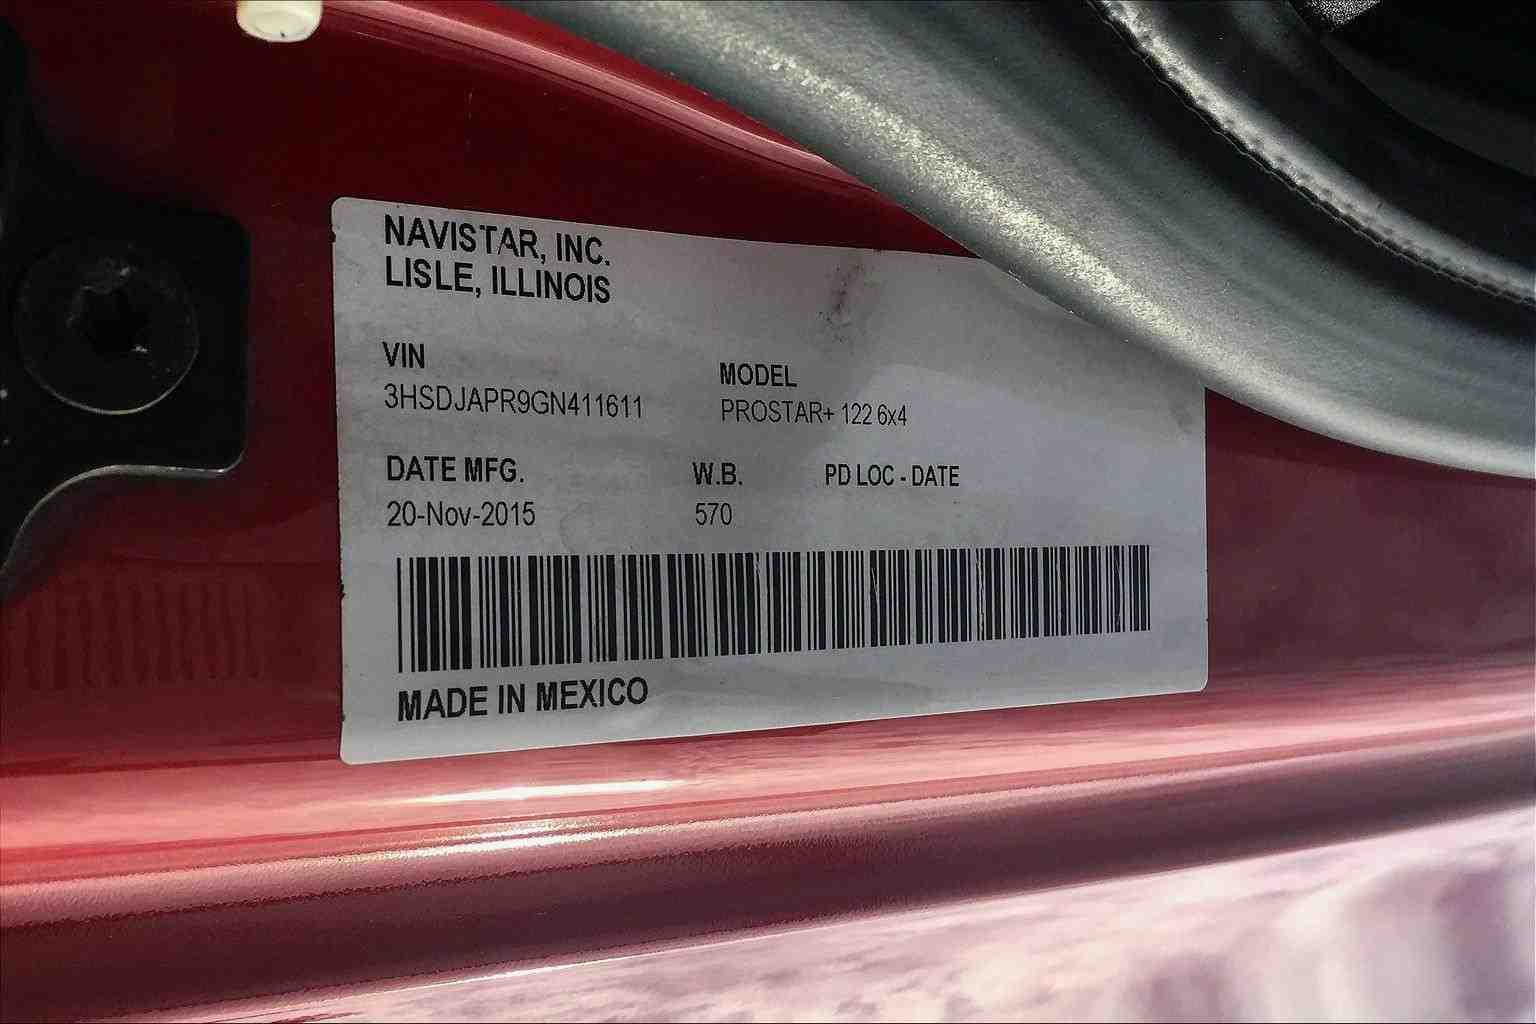 NAVISTAR, INC.
LISLE, ILLINOIS
VIN
3HSDJAPR9GN411611
MODEL
PROSTAR+ 122 6x4
DATE MFG.
20-Nov-2015
W.B.
570
PD LOC - DATE
MADE IN MEXICO